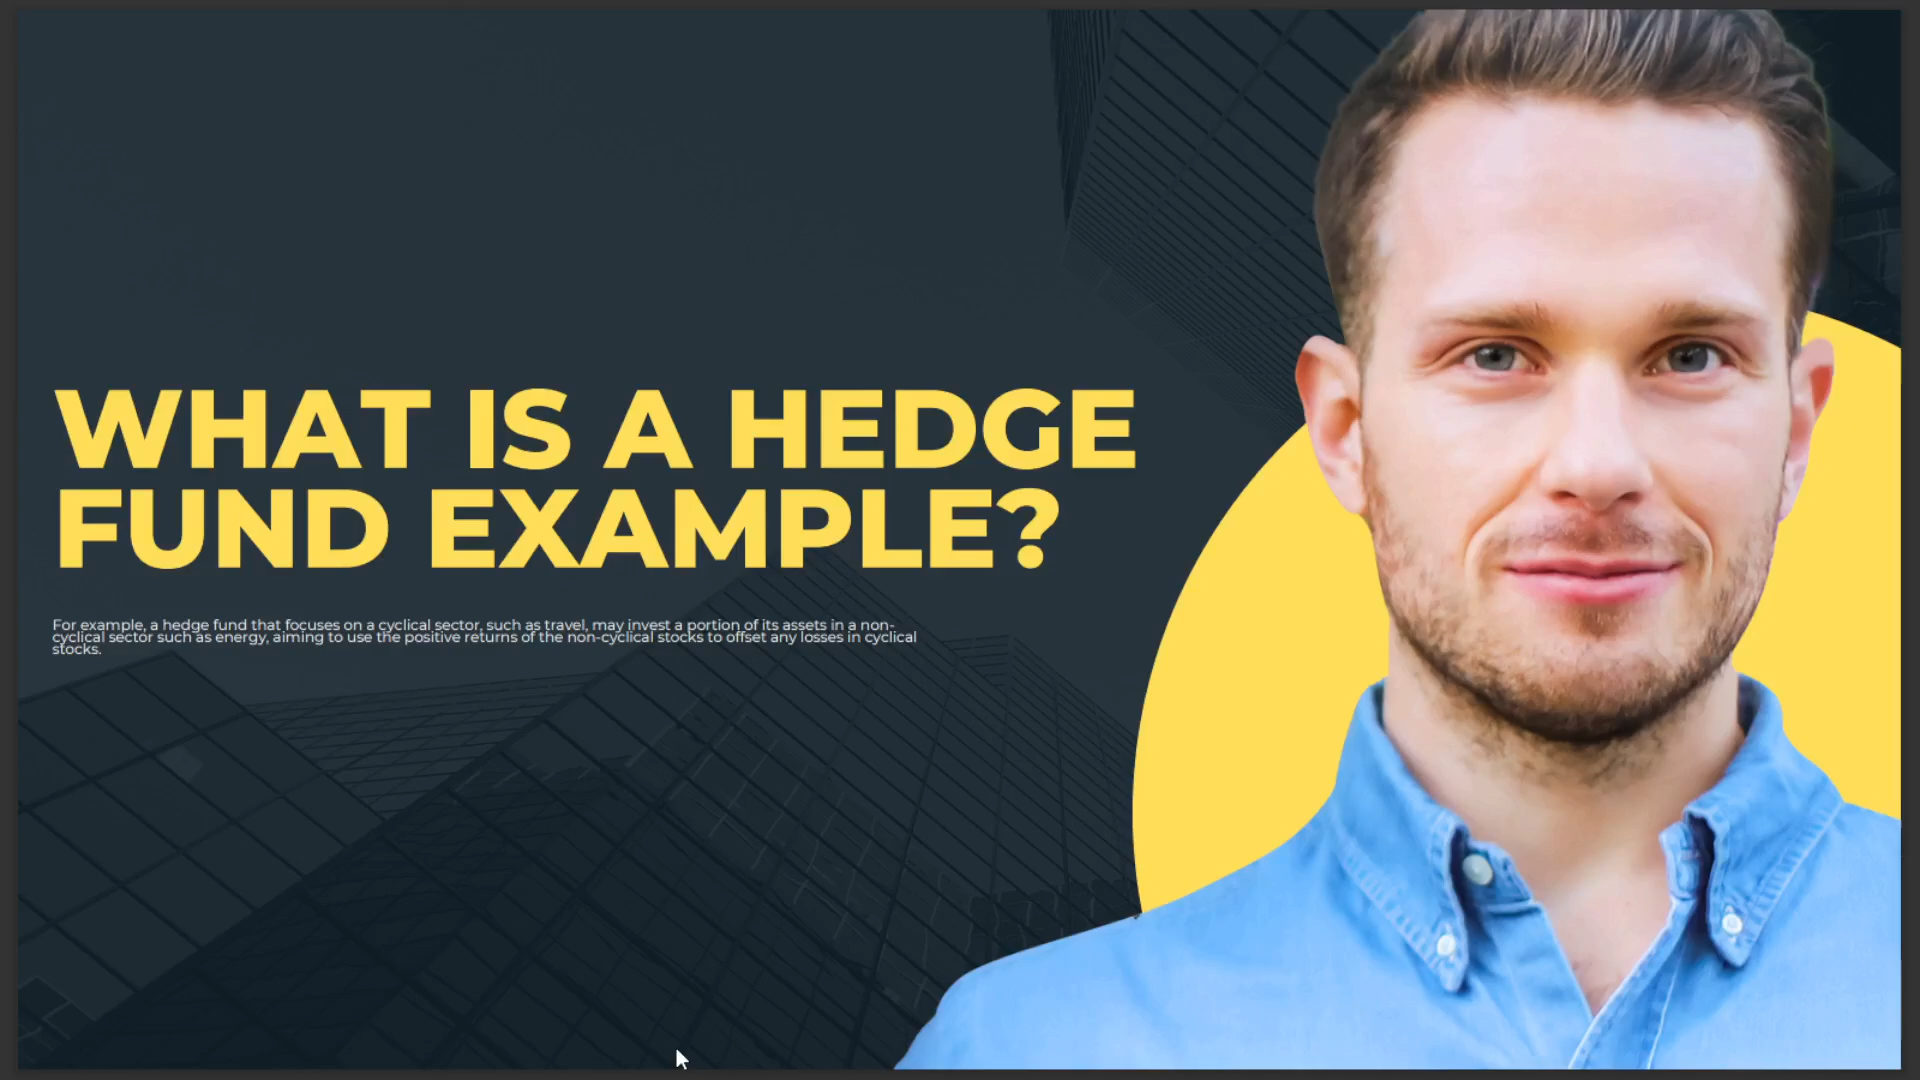 WHAT IS A HEDGE
FUND EXAMPLE?
For example, a hedge fund that focuses on a cyclical sector, such as travel, may invest a portion of its assets in a non-
cyclical sector such as energy, aiming to use the positive returns of the non-cyclical stocks to offset any losses in cyclical
stocks.